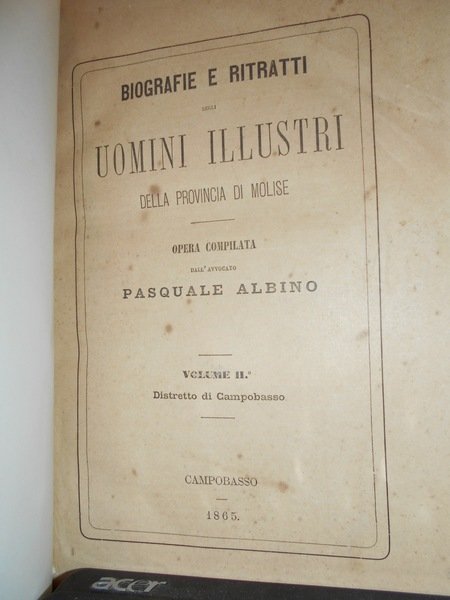 BIOGRAFIE E RITRATTI
DEGLI
UOMINI ILLUSTRI
DELLA PROVINCIA DI MOLISE
OPERA COMPILATA
DALL'AVVOCATO
PASQUALE ALBINO
VOLUME II.º
Distretto di Campobasso
CAMPOBASSO
1865.
acer